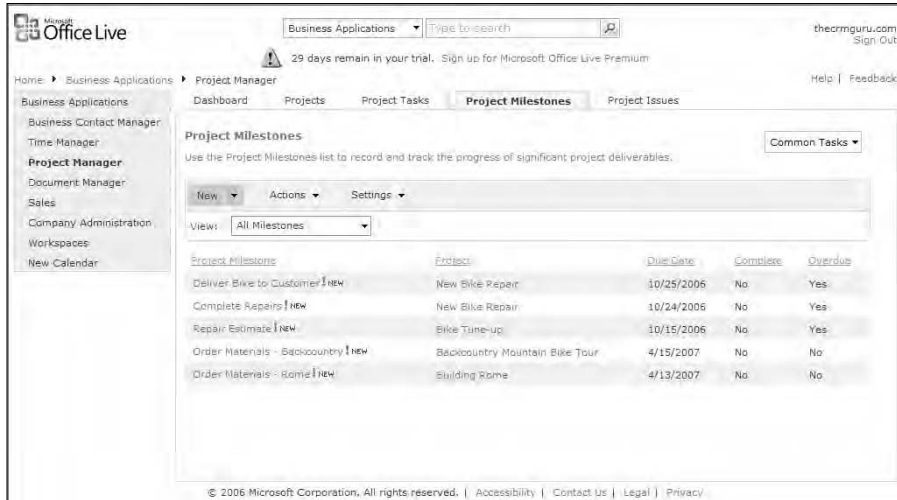 Microsoft
Office Live
Business Applications
Type to search
thecrmguru.com
Sign Out
29 days remain in your trial. Sign up for Microsoft Office Live Premium
Home Business Applications Project Manager
Help | Feedback
Business Applications
Business Contact Manager
Time Manager
Project Manager
Document Manager
Sales
Company Administration
Workspaces
New Calendar
Dashboard Projects Project Tasks Project Milestones Project Issues
Project Milestones
Common Tasks
Use the Project Milestones list to record and track the progress of significant project deliverables.
New Actions Settings
View: All Milestones
Project Milestone Project Due Date Complete Overdue
Deliver Bike to Customer ! NEW New Bike Repair 10/25/2006 No Yes
Complete Repairs ! NEW New Bike Repair 10/24/2006 No Yes
Repair Estimate ! NEW Bike Tune-up 10/15/2006 No Yes
Order Materials - Backcountry ! NEW Backcountry Mountain Bike Tour 4/15/2007 No No
Order Materials - Rome ! NEW Building Rome 4/13/2007 No No
© 2006 Microsoft Corporation. All rights reserved. | Accessibility | Contact Us | Legal | Privacy